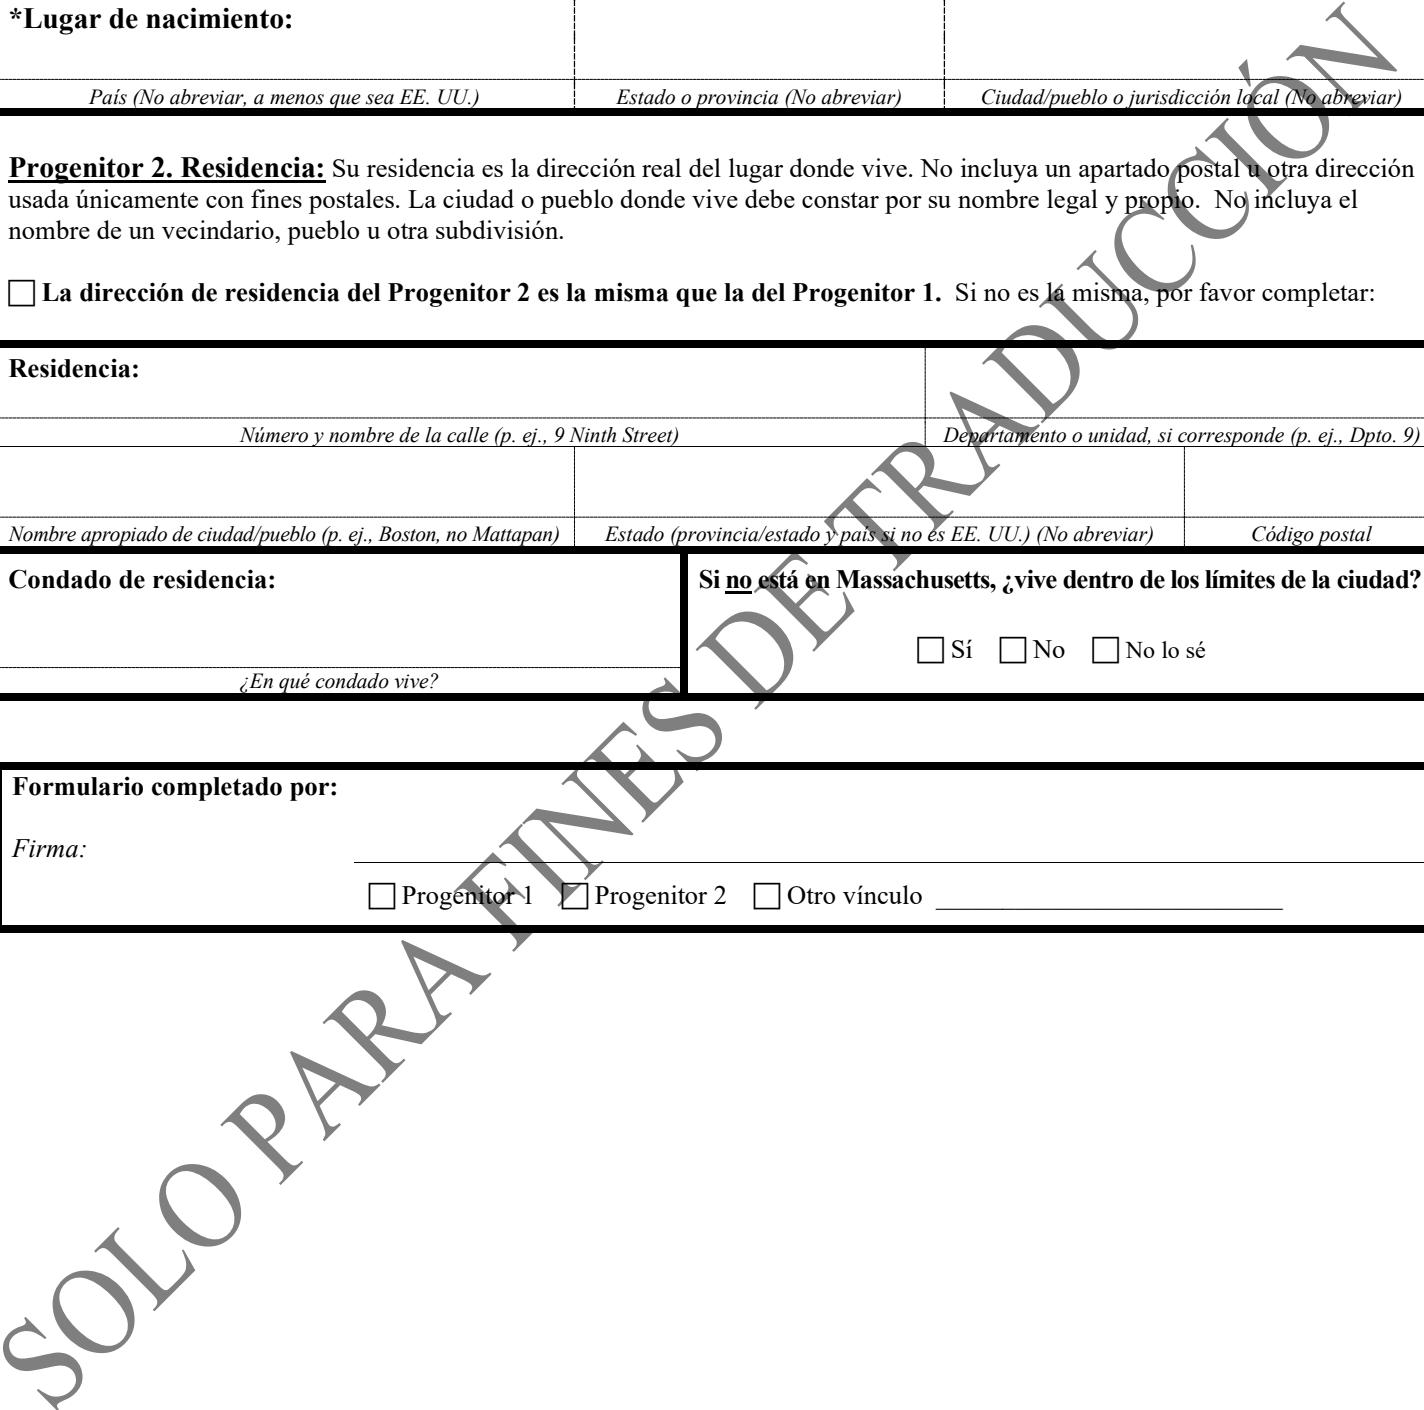 *Lugar de nacimiento:
País (No abreviar, a menos que sea EE. UU.) Estado o provincia (No abreviar) Ciudad/pueblo o jurisdicción local (No abreviar)
Progenitor 2. Residencia: Su residencia es la dirección real del lugar donde vive. No incluya un apartado postal u otra dirección
usada únicamente con fines postales. La ciudad o pueblo donde vive debe constar por su nombre legal y propio. No incluya el
nombre de un vecindario, pueblo u otra subdivisión.
La dirección de residencia del Progenitor 2 es la misma que la del Progenitor 1. Si no es la misma, por favor completar:
Residencia:
Número y nombre de la calle (p. ej., 9 Ninth Street) Departamento o unidad, si corresponde (p. ej., Dpto. 9)
Nombre apropiado de ciudad/pueblo (p. ej., Boston, no Mattapan) Estado (provincia/estado y país si no es EE. UU.) (No abreviar) Código postal
Condado de residencia:
¿En qué condado vive?
Si no está en Massachusetts, ¿vive dentro de los límites de la ciudad?
Sí No No lo sé
Formulario completado por:
Firma:
Progenitor 1 Progenitor 2 Otro vínculo
SOLO PARA FINES DE TRADUCCIÓN